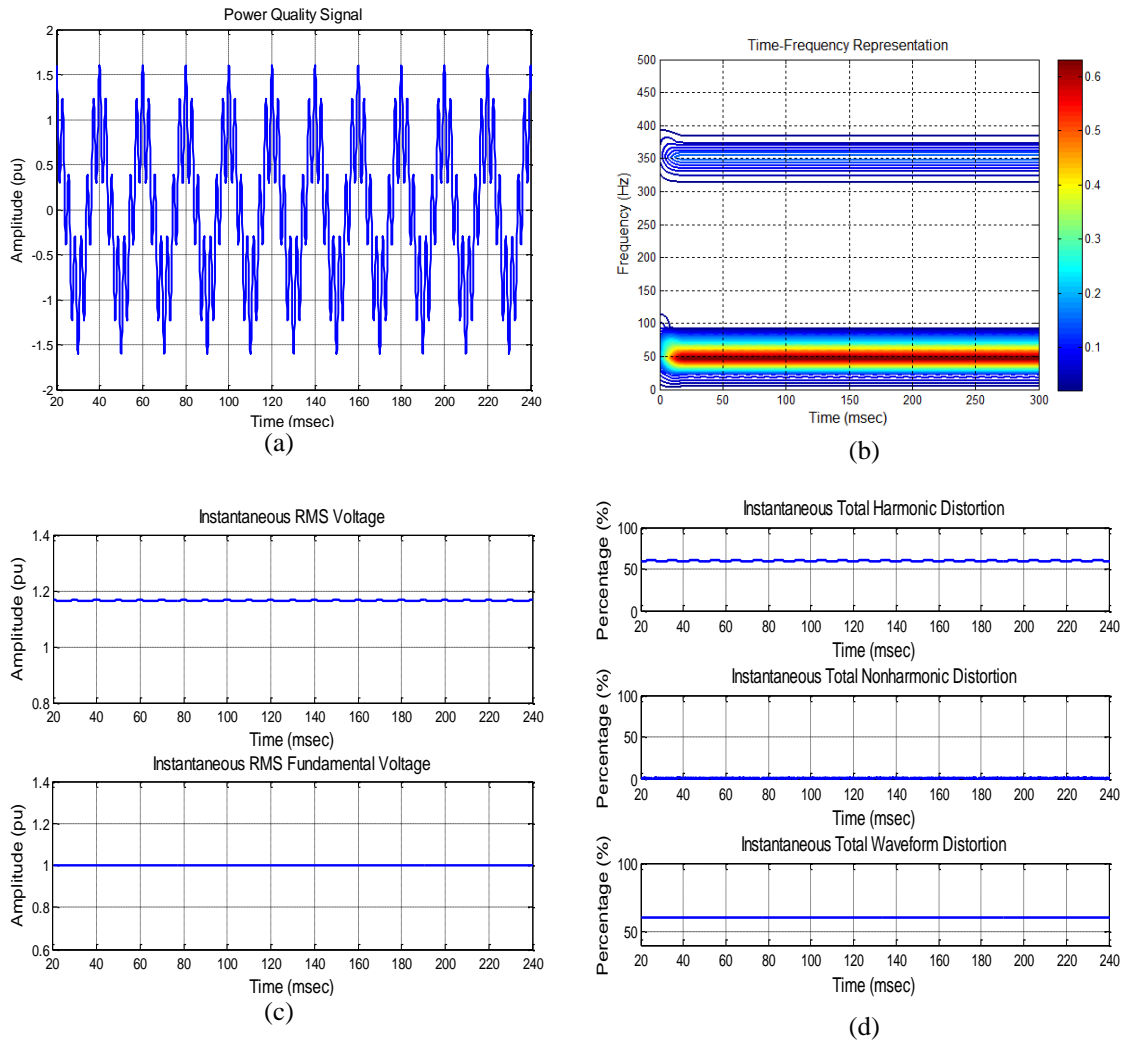 Power Quality Signal
2
1.5
1
0.5
0
-0.5
-1
-1.5
-2
Amplitude (pu)
20 40 60 80 100 120 140 160 180 200 220 240
Time (msec)
(a)
Time-Frequency Representation
500
450
400
350
300
250
200
150
100
50
0
Frequency (Hz)
0 50 100 150 200 250 300
Time (msec)
0.6
0.5
0.4
0.3
0.2
0.1
(b)
Instantaneous RMS Voltage
1.4
1.2
1
0.8
Amplitude (pu)
20 40 60 80 100 120 140 160 180 200 220 240
Time (msec)
Instantaneous RMS Fundamental Voltage
1.4
1.2
1
0.8
0.6
Amplitude (pu)
20 40 60 80 100 120 140 160 180 200 220 240
Time (msec)
(c)
Instantaneous Total Harmonic Distortion
100
50
0
Percentage (%)
20 40 60 80 100 120 140 160 180 200 220 240
Time (msec)
Instantaneous Total Nonharmonic Distortion
100
50
0
Percentage (%)
20 40 60 80 100 120 140 160 180 200 220 240
Time (msec)
Instantaneous Total Waveform Distortion
100
50
Percentage (%)
20 40 60 80 100 120 140 160 180 200 220 240
Time (msec)
(d)